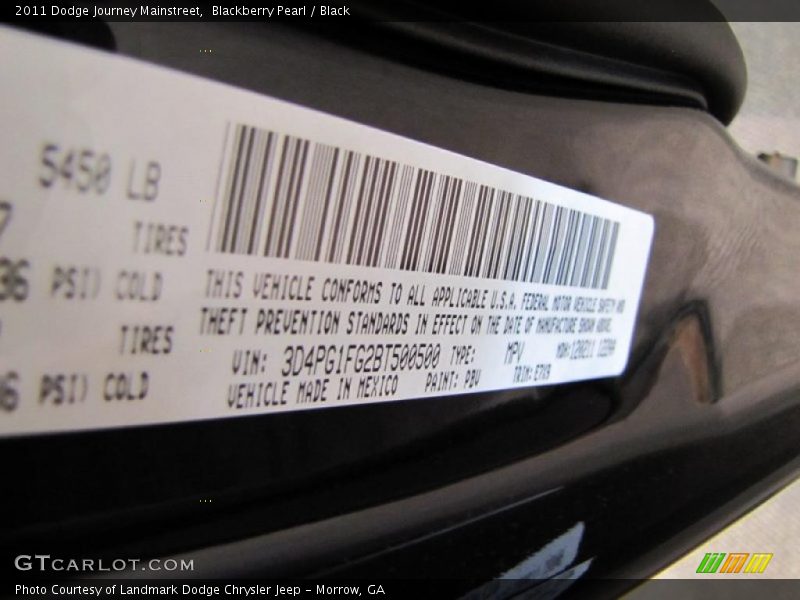 2011 Dodge Journey Mainstreet, Blackberry Pearl / Black
5450 LB
TIRES
36 PSI) COLD
TIRES
PSI) COLD
THIS VEHICLE CONFORMS TO ALL APPLICABLE U.S.A. FEDERAL MOTOR VEHICLE SAFETY AND
THEFT PREVENTION STANDARDS IN EFFECT ON THE DATE OF MANUFACTURE SHOWN ABOVE.
VIN: 3D4PG1FG2BT500500 TYPE: MPV MDH:
VEHICLE MADE IN MEXICO PAINT: PBV TRIM:
GTCARLOT.COM
Photo Courtesy of Landmark Dodge Chrysler Jeep - Morrow, GA